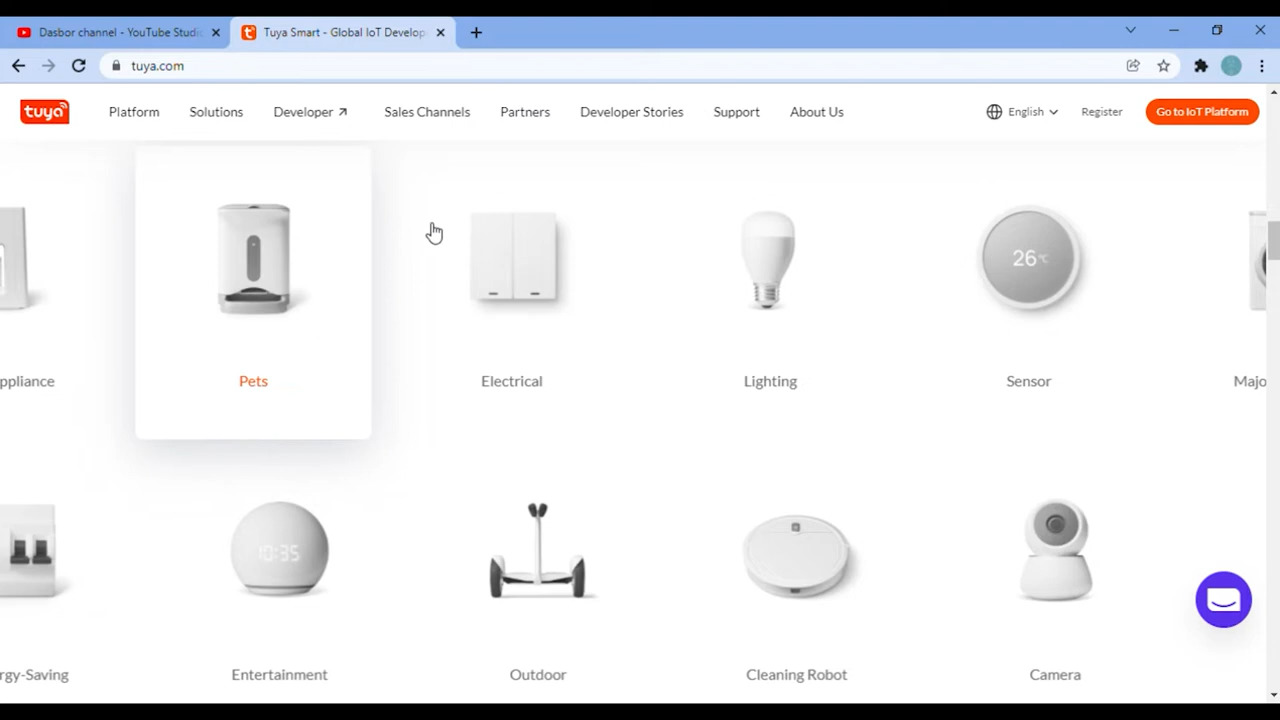 Dasbor channel - YouTube Studi
Tuya Smart - Global IoT Develop
tuya.com
tuya
Platform
Solutions
Developer ↗
Sales Channels
Partners
Developer Stories
Support
About Us
English
Register
Go to IoT Platform
26℃
ppliance
Pets
Electrical
Lighting
Sensor
Majo
10:35
rgy-Saving
Entertainment
Outdoor
Cleaning Robot
Camera